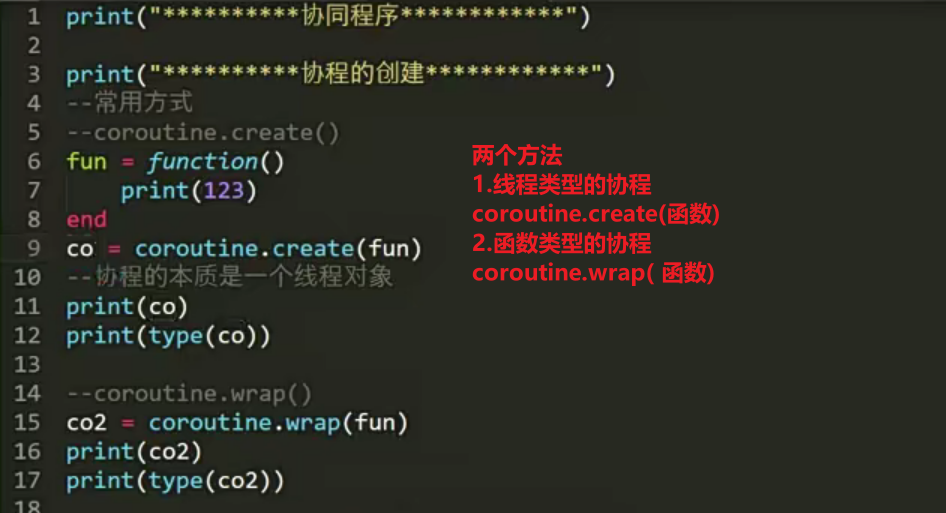 1 print("**********协同程序************")
2
3 print("**********协程的创建************")
4 --常用方式
5 --coroutine.create()
6 fun = function()
7     print(123)
8 end
9 co = coroutine.create(fun)
10 --协程的本质是一个线程对象
11 print(co)
12 print(type(co))
13
14 --coroutine.wrap()
15 co2 = coroutine.wrap(fun)
16 print(co2)
17 print(type(co2))
18
两个方法
1.线程类型的协程
coroutine.create(函数)
2.函数类型的协程
coroutine.wrap( 函数)